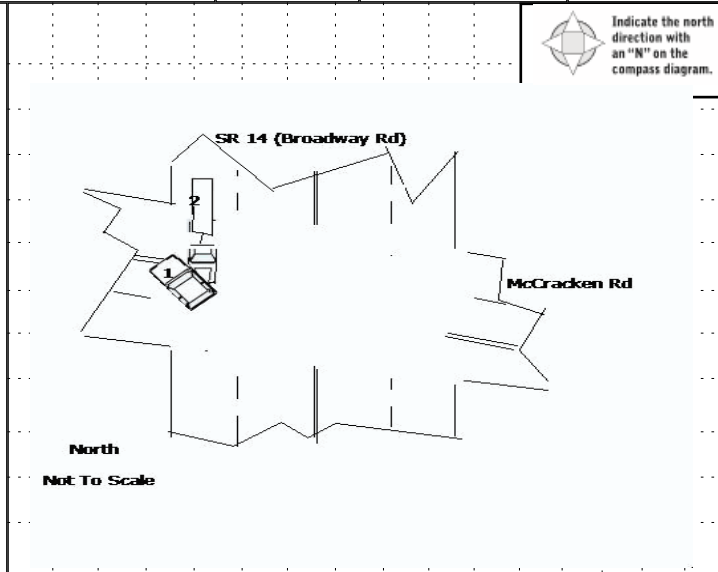 Indicate the north
direction with
an “N” on the
compass diagram.
SR 14 (Broadway Rd)
2
1
McCracken Rd
North
Not To Scale